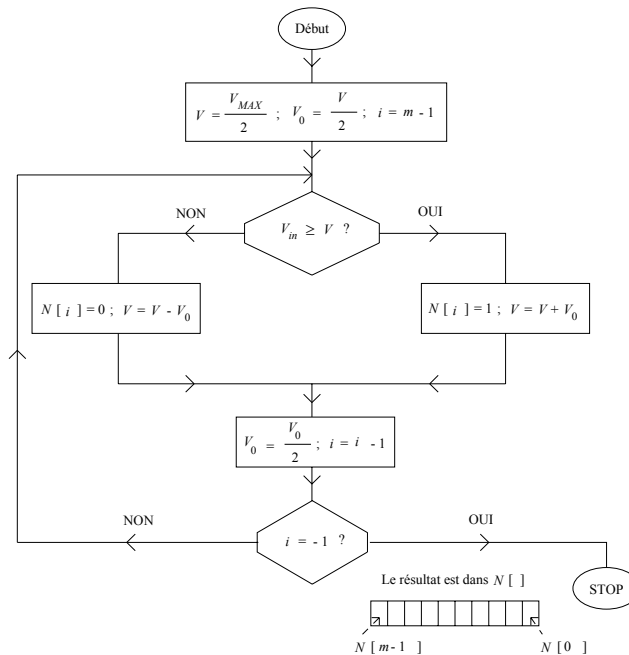 Début
V = V_MAX / 2 ; V_0 = V / 2 ; i = m - 1
V_in ≥ V ?
NON
OUI
N [ i ] = 0 ; V = V - V_0
N [ i ] = 1 ; V = V + V_0
V_0 = V_0 / 2 ; i = i - 1
i = - 1 ?
NON
OUI
STOP
Le résultat est dans N [ ]
N [ m - 1 ]
N [ 0 ]